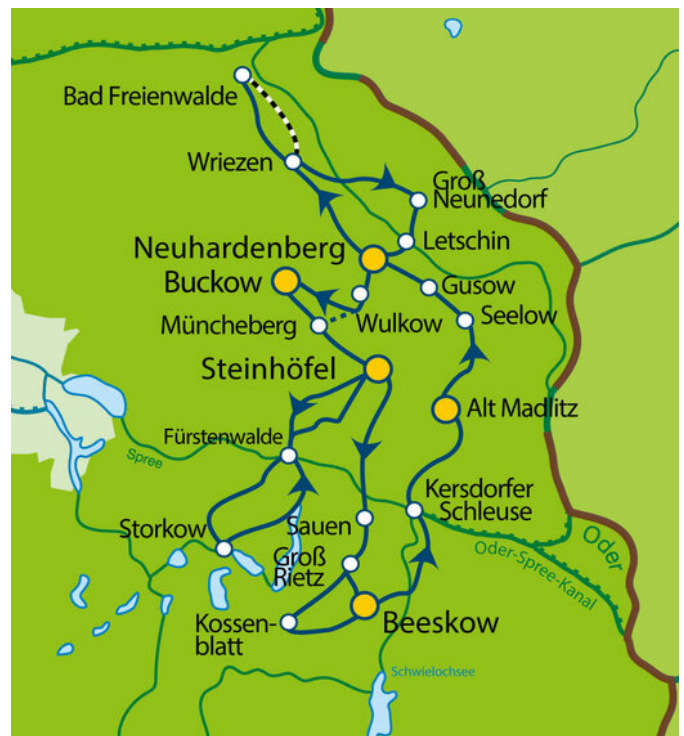 Bad Freienwalde
Wriezen
Groß
Neunedorf
Letschin
Neuhardenberg
Buckow
Gusow
Müncheberg
Wulkow
Seelow
Steinhöfel
Alt Madlitz
Fürstenwalde
Spree
Kersdorfer
Schleuse
Storkow
Sauen
Oder
Oder-Spree-Kanal
Groß
Rietz
Kossen-
blatt
Beeskow
Schwielochsee